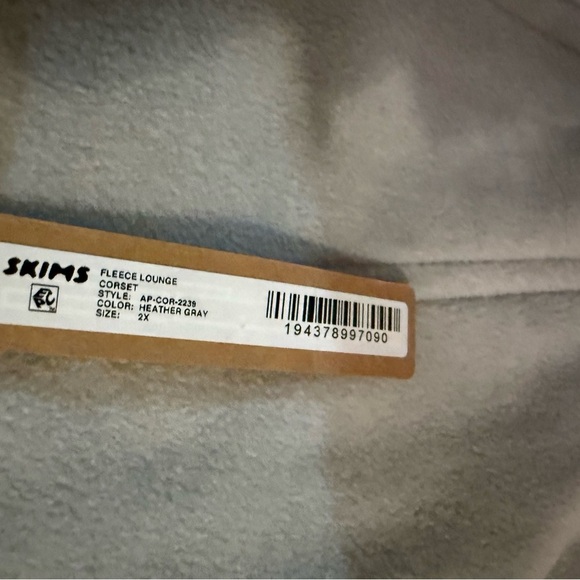 SKIMS
FLEECE LOUNGE
CORSET
STYLE: AP-COR-2239
COLOR: HEATHER GRAY
SIZE: 2X
194378997090